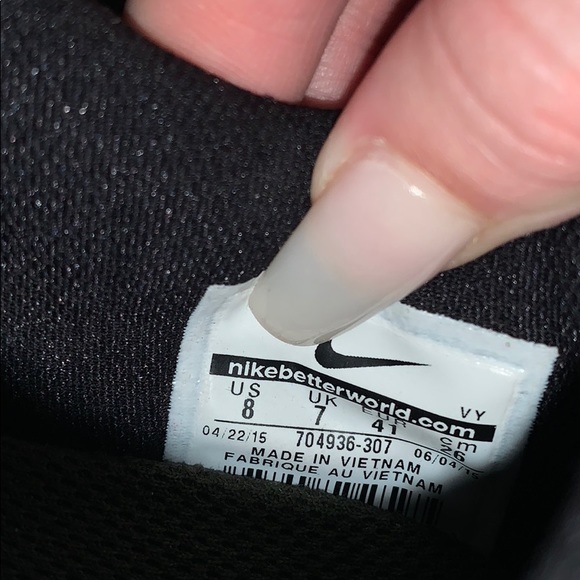 nikebetterworld.com
US UK EUR cm VY
8 7 41 26
04/22/15 704936-307 06/04/15
MADE IN VIETNAM
FABRIQUE AU VIETNAM